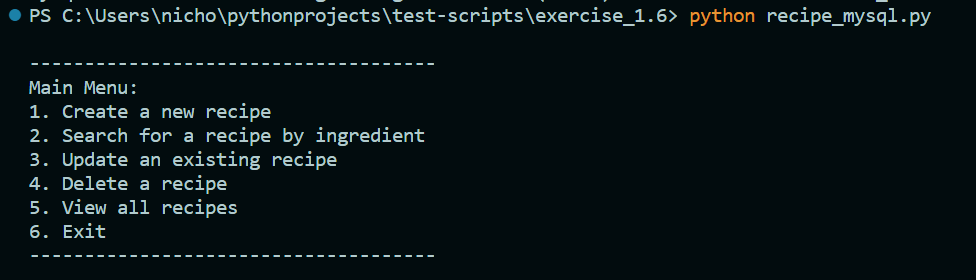 PS C:\Users\nicho\pythonprojects\test-scripts\exercise_1.6> python recipe_mysql.py
-------------------------------------
Main Menu:
1. Create a new recipe
2. Search for a recipe by ingredient
3. Update an existing recipe
4. Delete a recipe
5. View all recipes
6. Exit
-------------------------------------